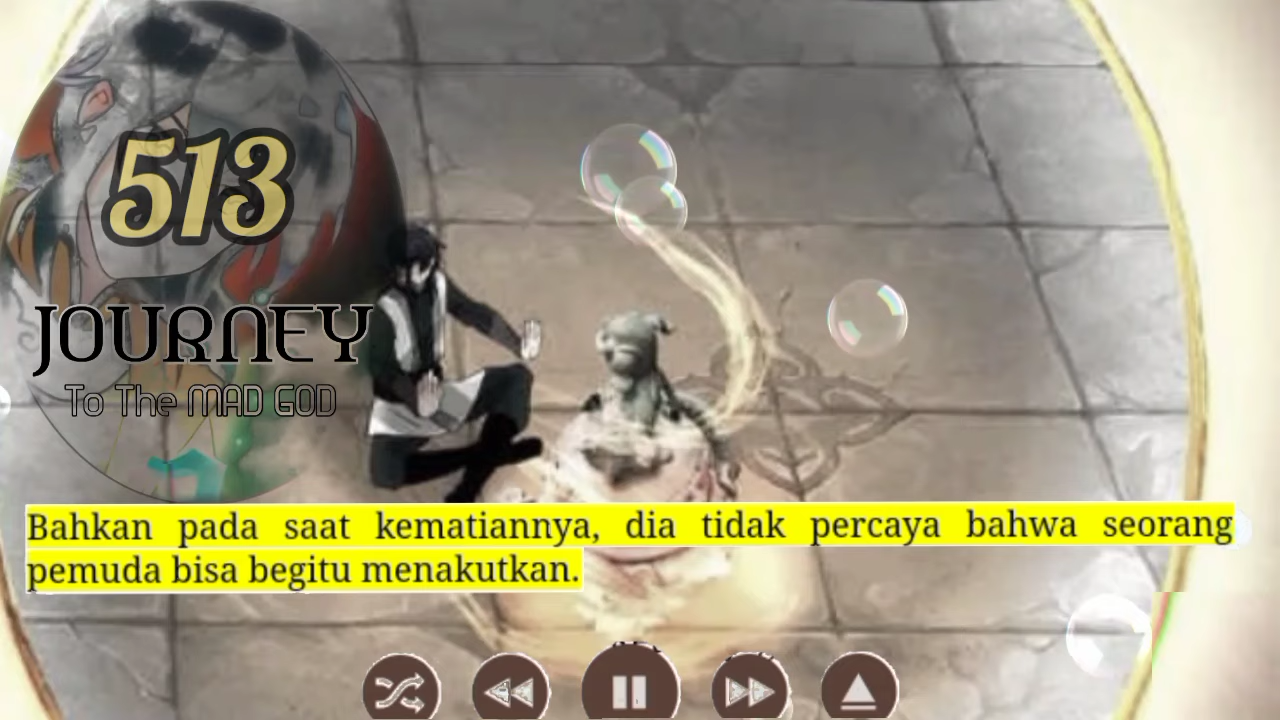 513
JOURNEY
To The MAD GOD
Bahkan pada saat kematiannya, dia tidak percaya bahwa seorang
pemuda bisa begitu menakutkan.